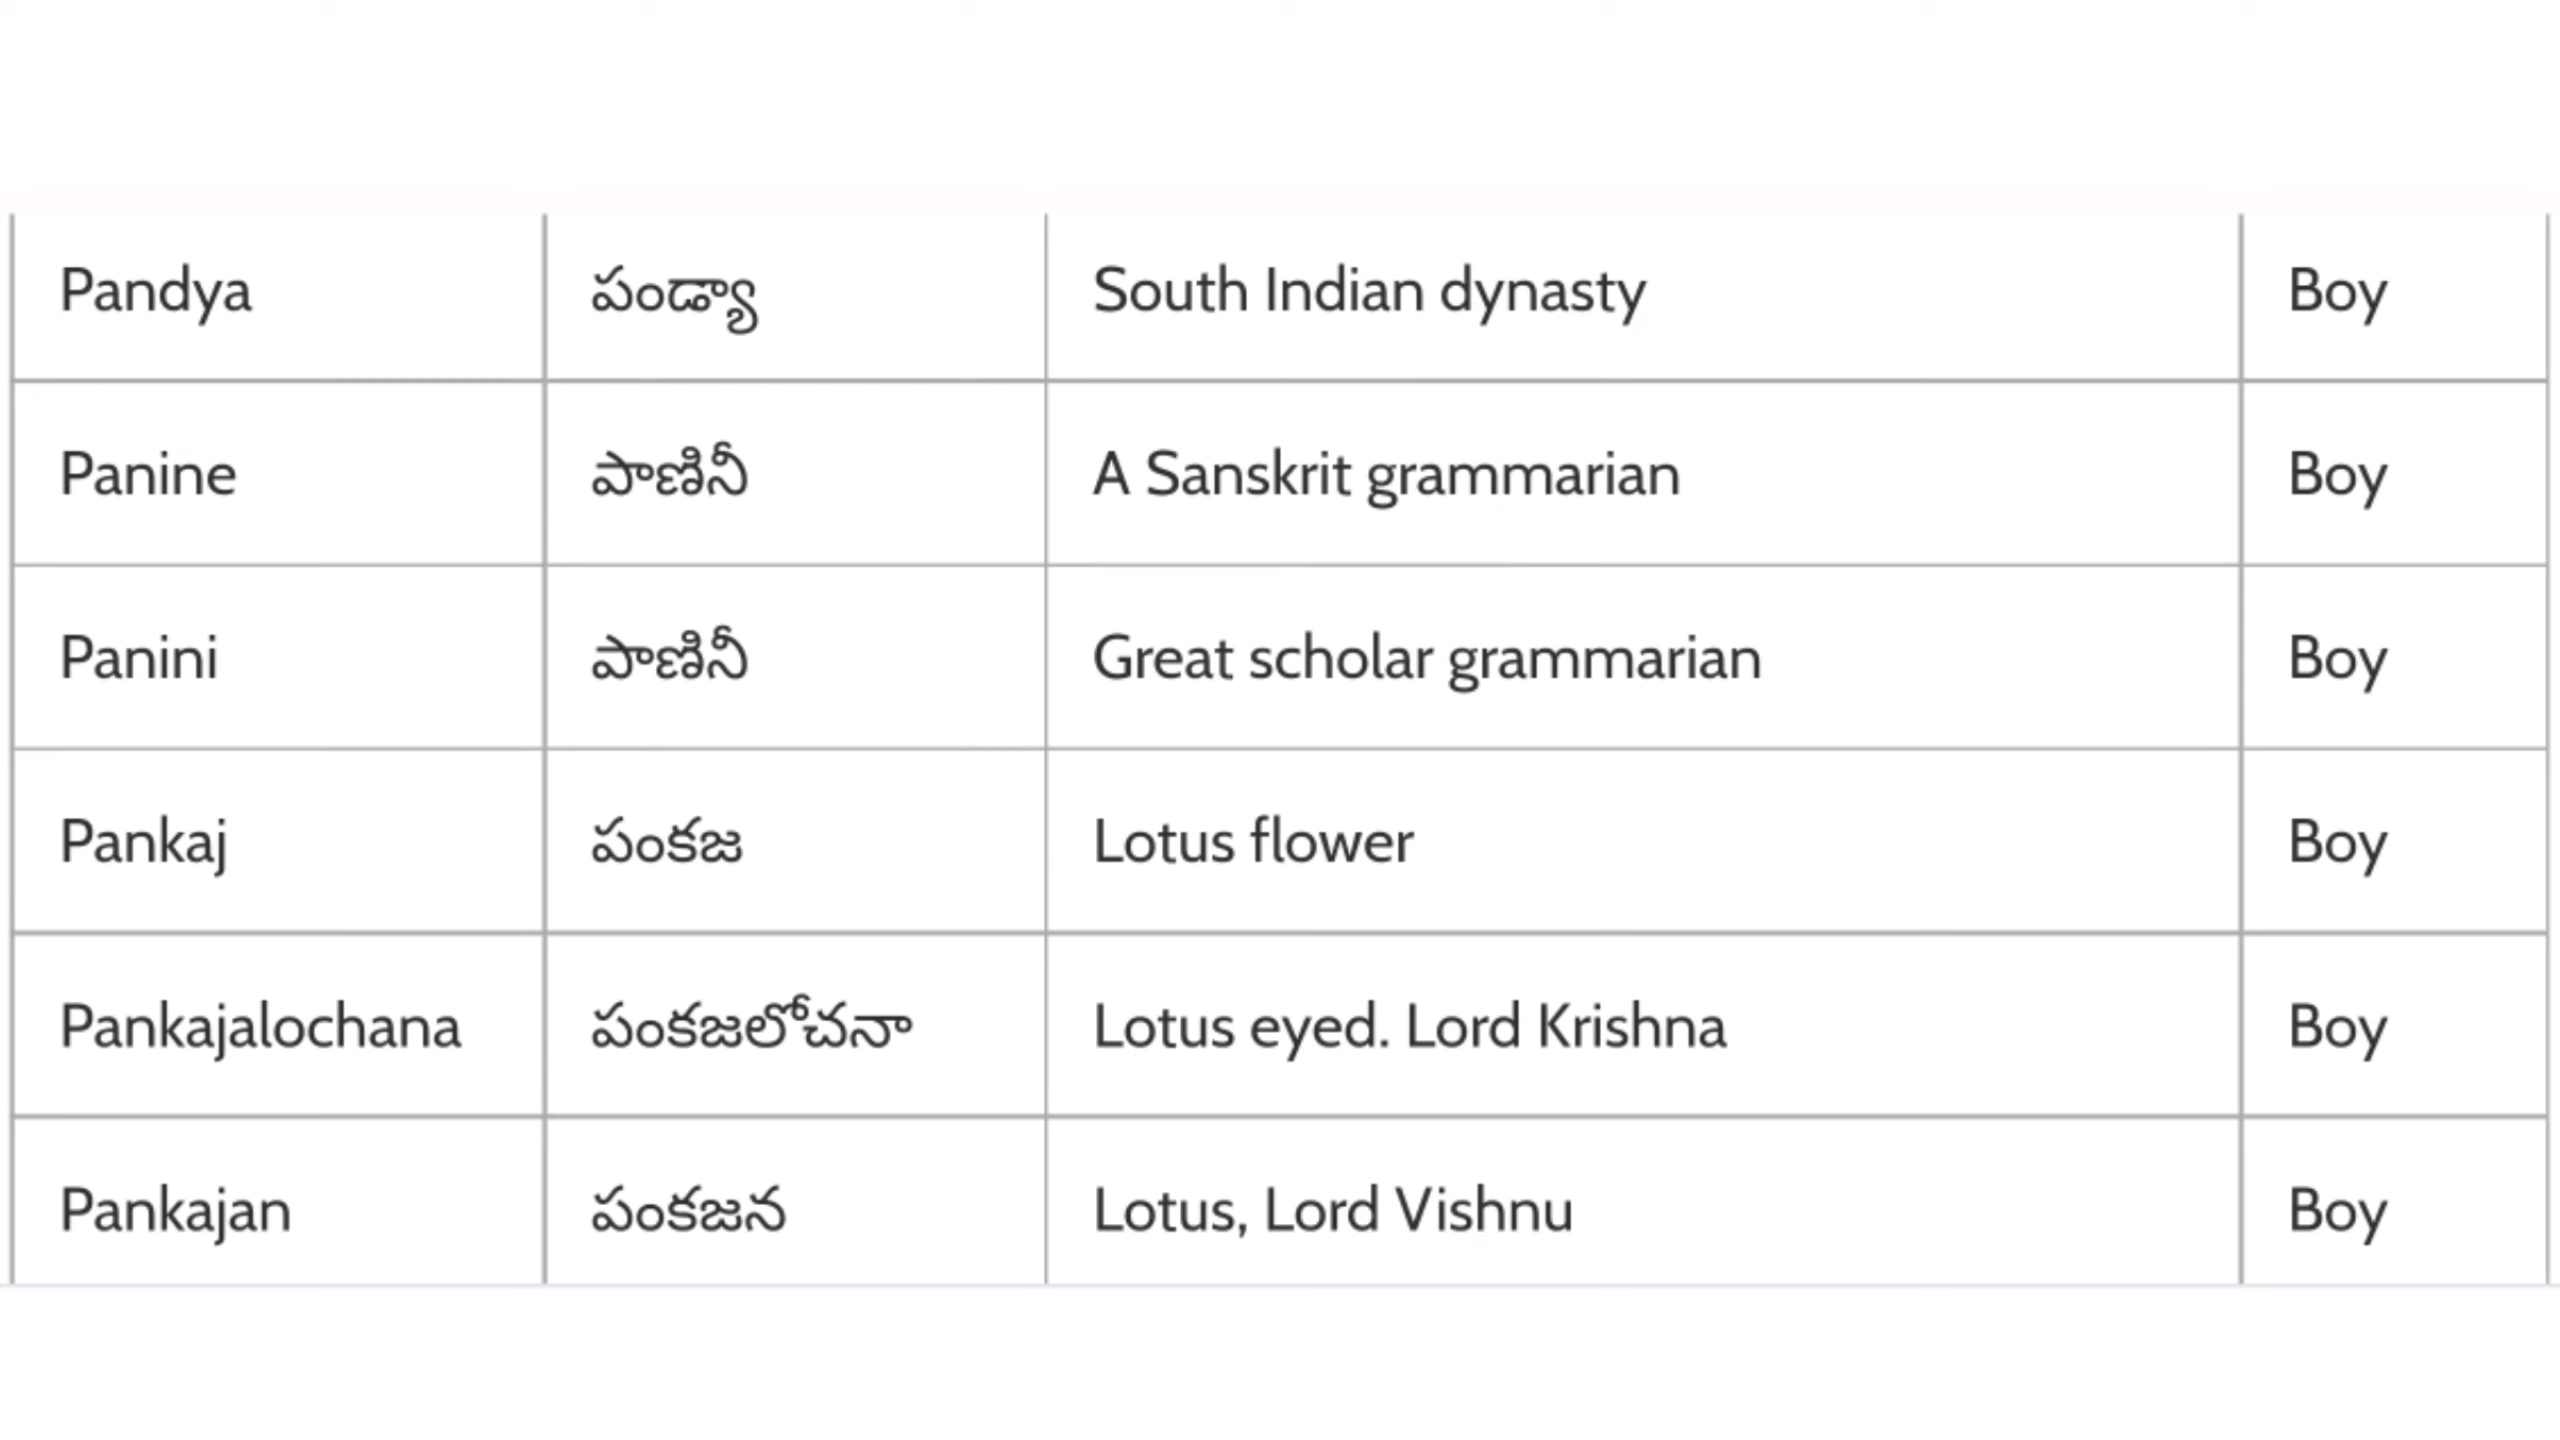 Pandya పండ్యా South Indian dynasty Boy
Panine పాణినీ A Sanskrit grammarian Boy
Panini పాణినీ Great scholar grammarian Boy
Pankaj పంకజ Lotus flower Boy
Pankajalochana పంకజలోచనా Lotus eyed. Lord Krishna Boy
Pankajan పంకజన Lotus, Lord Vishnu Boy